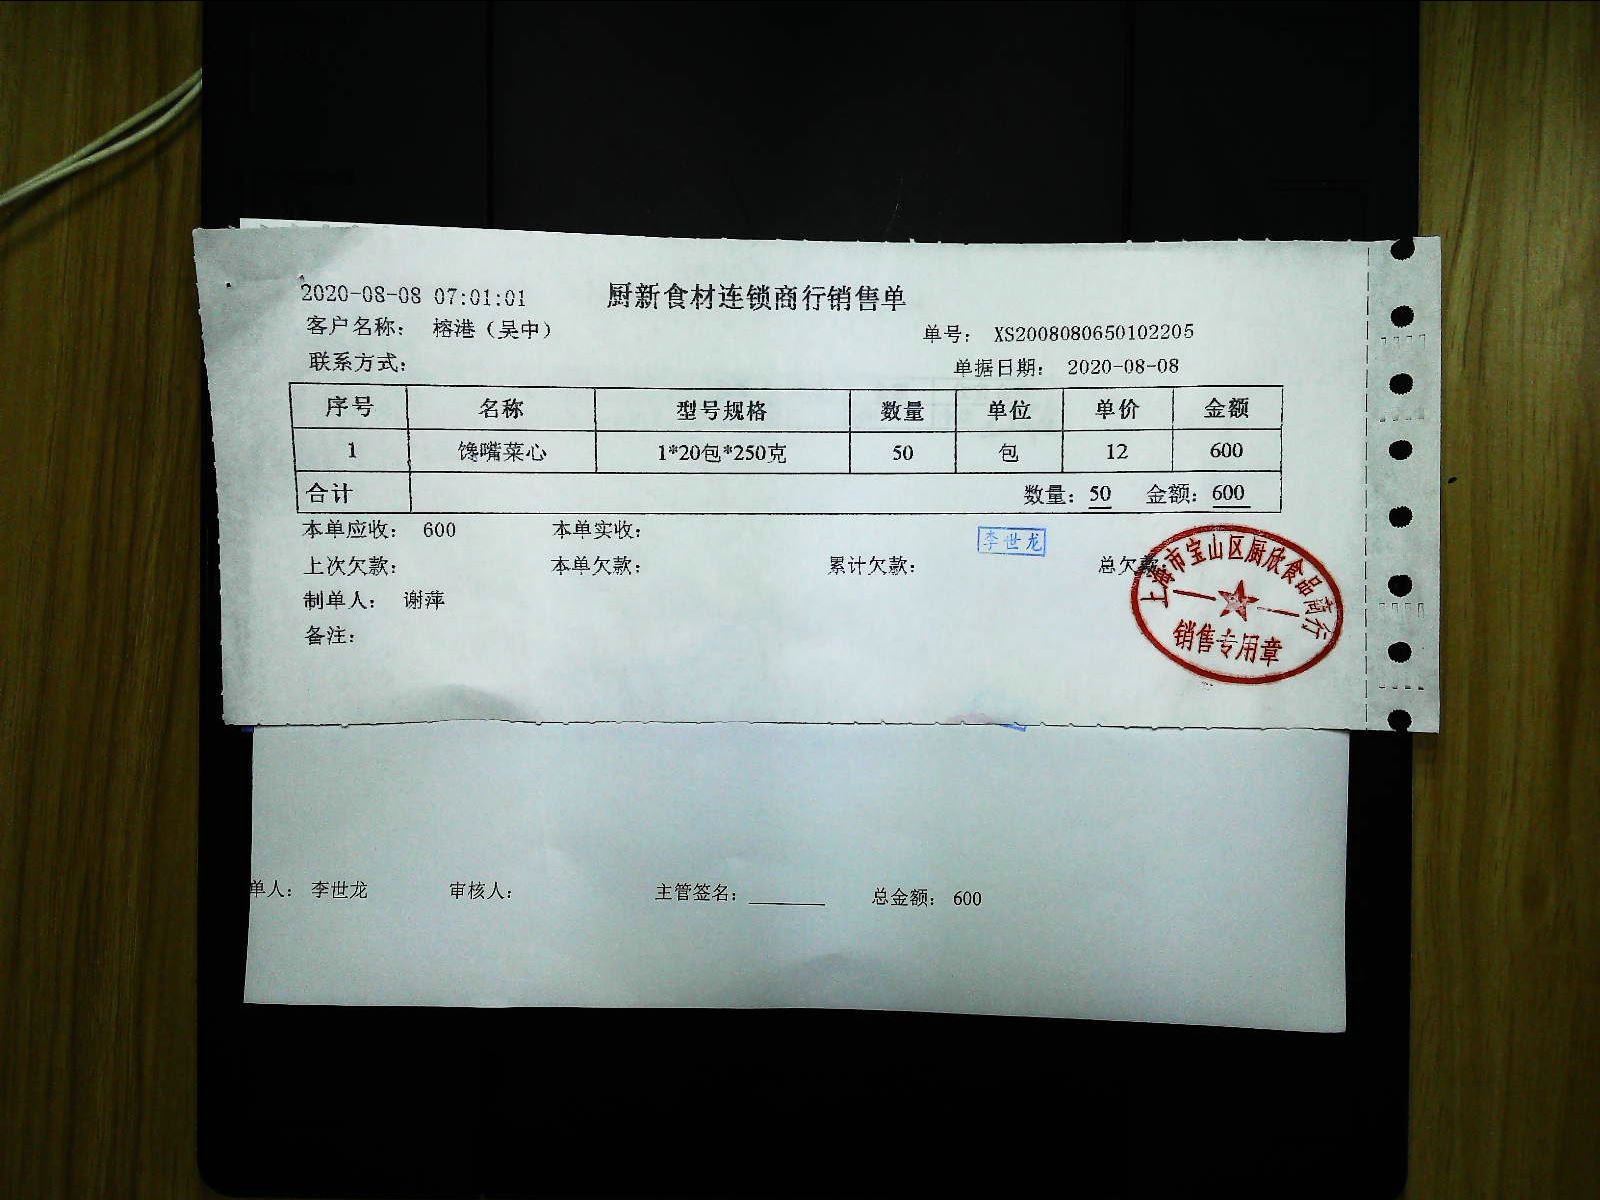 2020-08-08 07:01:01 厨新食材连锁商行销售单
客户名称： 榕港（吴中） 单号： XS2008080650102205
联系方式： 单据日期： 2020-08-08
序号 名称 型号规格 数量 单位 单价 金额
1 馋嘴菜心 1*20包*250克 50 包 12 600
合计 数量：50 金额：600
本单应收： 600 本单实收：
李世龙
上次欠款： 本单欠款： 累计欠款： 总欠款：
制单人： 谢萍
备注：
上海市宝山区厨欣食品商行
销售专用章
单人： 李世龙 审核人： 主管签名： 总金额： 600